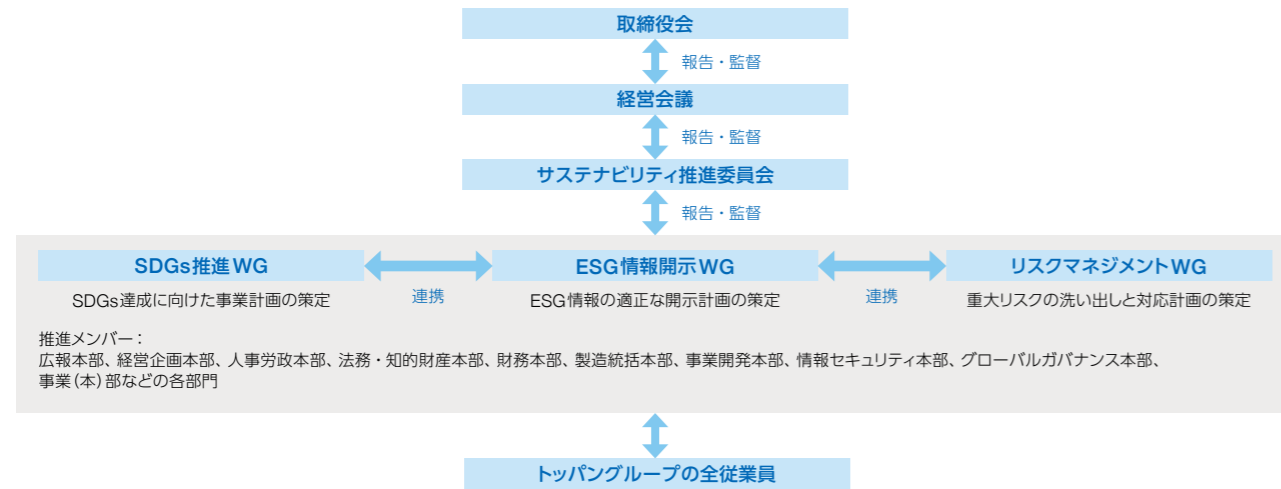 取締役会
報告・監督
経営会議
報告・監督
サステナビリティ推進委員会
報告・監督
SDGs推進WG
連携
ESG情報開示WG
連携
リスクマネジメントWG
SDGs達成に向けた事業計画の策定
ESG情報の適正な開示計画の策定
重大リスクの洗い出しと対応計画の策定
推進メンバー：
広報本部、経営企画本部、人事労政本部、法務・知的財産本部、財務本部、製造統括本部、事業開発本部、情報セキュリティ本部、グローバルガバナンス本部、
事業（本）部などの各部門
トッパングループの全従業員